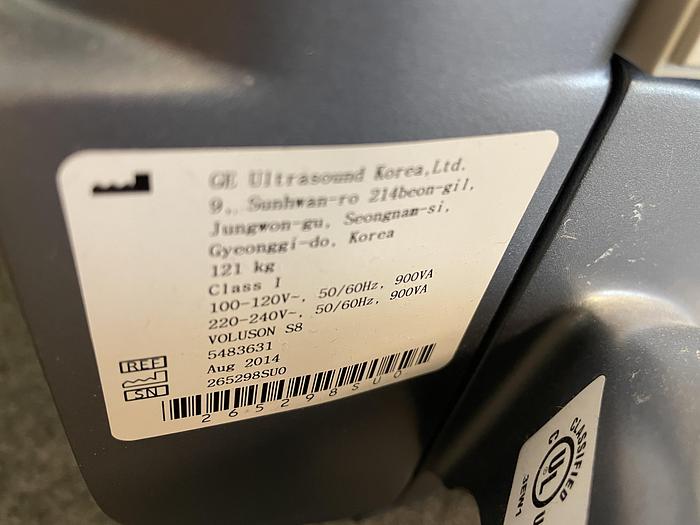 GE Ultrasound Korea,Ltd.
9, Sunhwan-ro 214beon-gil,
Jungwon-gu, Seongnam-si,
Gyeonggi-do, Korea
121 kg
Class I
100-120V~, 50/60Hz, 900VA
220-240V~, 50/60Hz, 900VA
VOLUSON S8
REF 5483631
Aug 2014
SN 265298SU0
265298SU0
CLASSIFIED
C UL U
3EW1